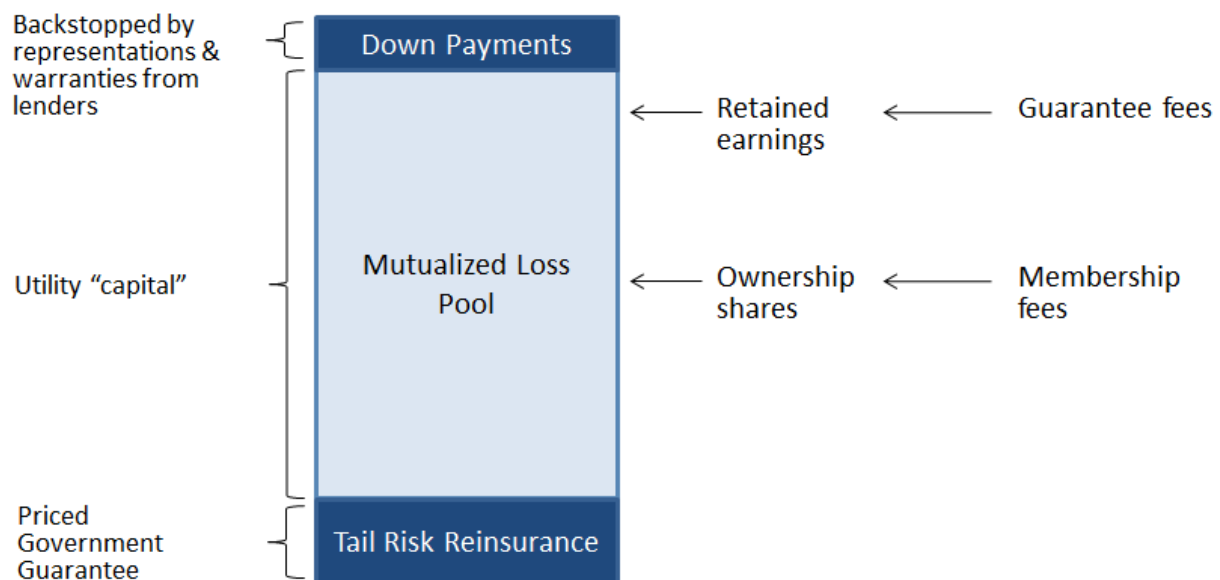 Backstopped by
representations &
warranties from
lenders
Down Payments
Retained
earnings
Guarantee fees
Utility “capital”
Mutualized Loss
Pool
Ownership
shares
Membership
fees
Priced
Government
Guarantee
Tail Risk Reinsurance